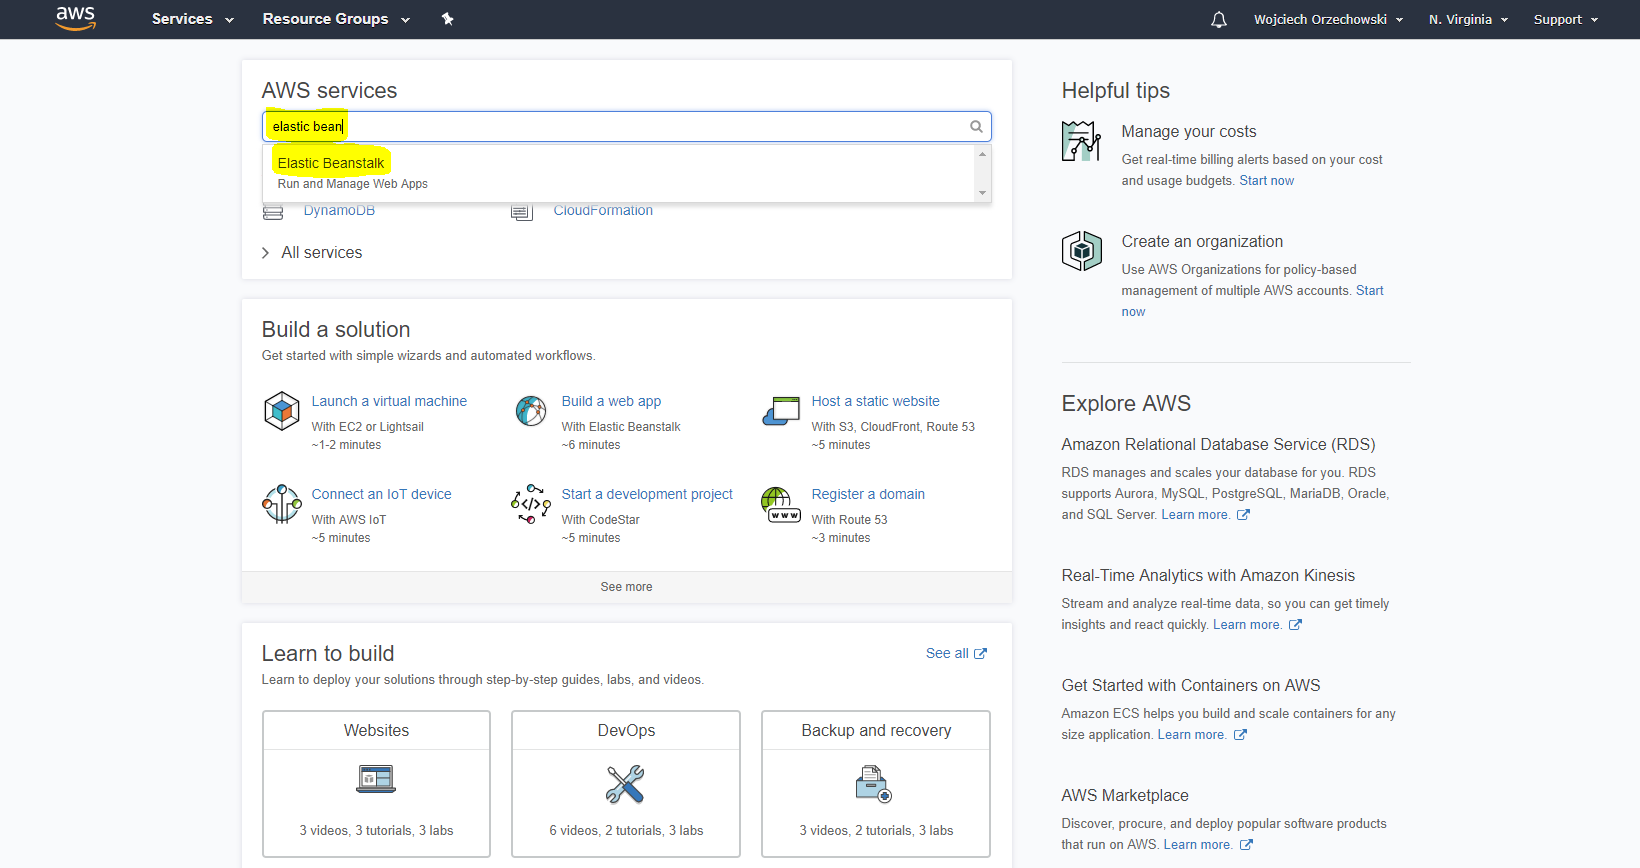 aws
Services
Resource Groups
Wojciech Orzechowski
N. Virginia
Support
AWS services
elastic bean
Elastic Beanstalk
Run and Manage Web Apps
DynamoDB
CloudFormation
All services
Build a solution
Get started with simple wizards and automated workflows.
Launch a virtual machine
With EC2 or Lightsail
~1-2 minutes
Build a web app
With Elastic Beanstalk
~6 minutes
Host a static website
With S3, CloudFront, Route 53
~5 minutes
Connect an IoT device
With AWS IoT
~5 minutes
Start a development project
With CodeStar
~5 minutes
Register a domain
With Route 53
~3 minutes
See more
Learn to build
See all
Learn to deploy your solutions through step-by-step guides, labs, and videos.
Websites
3 videos, 3 tutorials, 3 labs
DevOps
6 videos, 2 tutorials, 3 labs
Backup and recovery
3 videos, 2 tutorials, 3 labs
Helpful tips
Manage your costs
Get real-time billing alerts based on your cost
and usage budgets. Start now
Create an organization
Use AWS Organizations for policy-based
management of multiple AWS accounts. Start
now
Explore AWS
Amazon Relational Database Service (RDS)
RDS manages and scales your database for you. RDS
supports Aurora, MySQL, PostgreSQL, MariaDB, Oracle,
and SQL Server. Learn more.
Real-Time Analytics with Amazon Kinesis
Stream and analyze real-time data, so you can get timely
insights and react quickly. Learn more.
Get Started with Containers on AWS
Amazon ECS helps you build and scale containers for any
size application. Learn more.
AWS Marketplace
Discover, procure, and deploy popular software products
that run on AWS. Learn more.